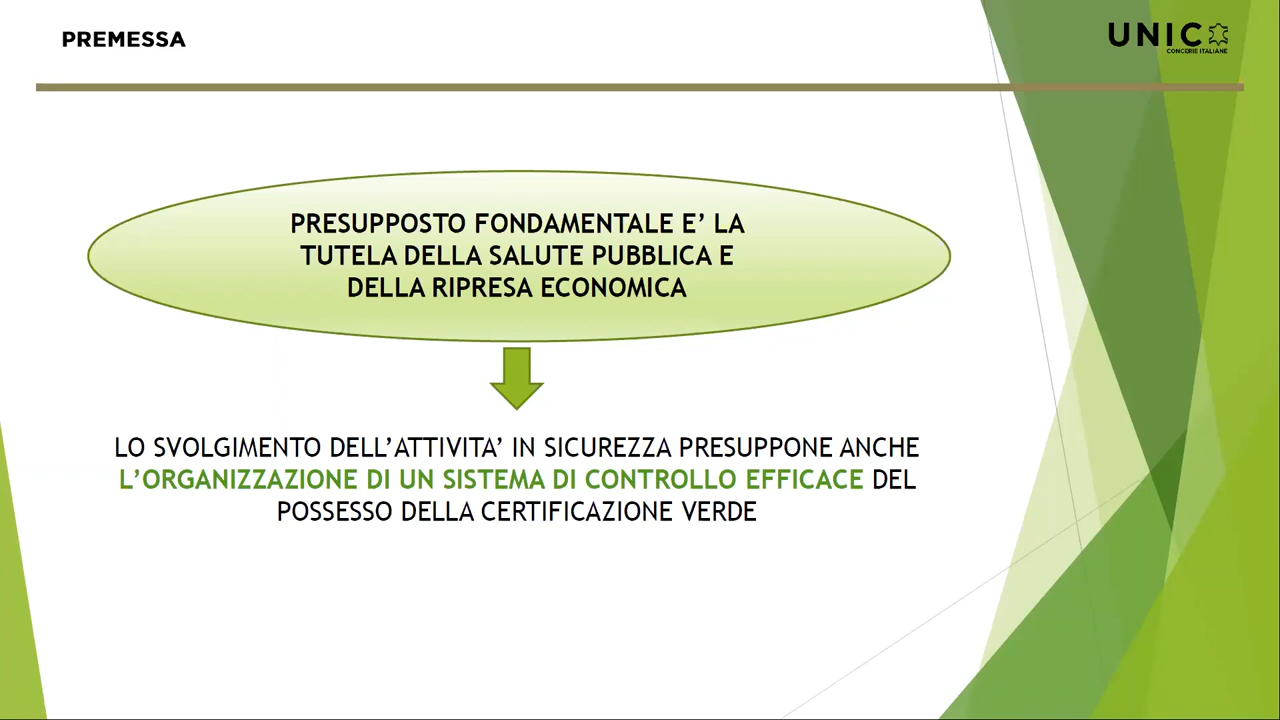 PREMESSA
UNIC
CONCERIE ITALIANE
PRESUPPOSTO FONDAMENTALE E’ LA
TUTELA DELLA SALUTE PUBBLICA E
DELLA RIPRESA ECONOMICA
LO SVOLGIMENTO DELL’ATTIVITA’ IN SICUREZZA PRESUPPONE ANCHE
L’ORGANIZZAZIONE DI UN SISTEMA DI CONTROLLO EFFICACE DEL
POSSESSO DELLA CERTIFICAZIONE VERDE